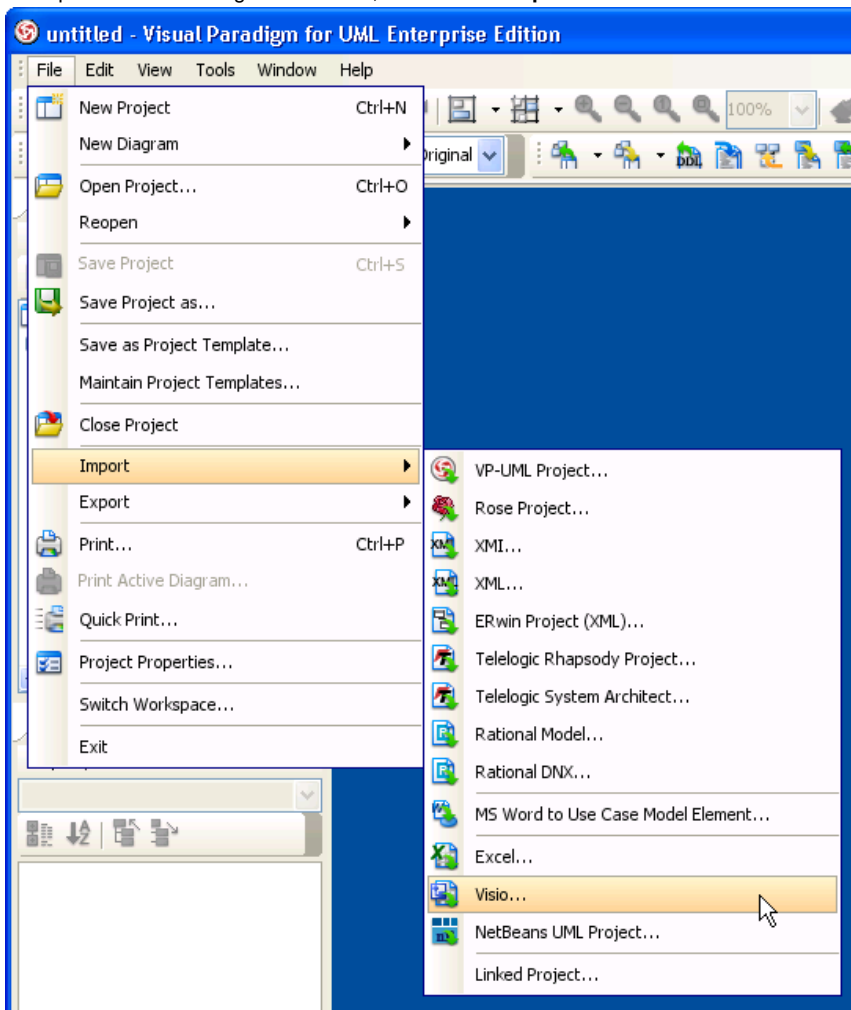 untitled - Visual Paradigm for UML Enterprise Edition
File Edit View Tools Window Help
New Project Ctrl+N
100%
New Diagram
Original
DDL
Open Project... Ctrl+O
Reopen
Save Project Ctrl+S
Save Project as...
Save as Project Template...
Maintain Project Templates...
Close Project
Import
Export
Print... Ctrl+P
Print Active Diagram...
Quick Print...
Project Properties...
Switch Workspace...
Exit
VP-UML Project...
Rose Project...
XMI...
XML...
ERwin Project (XML)...
Telelogic Rhapsody Project...
Telelogic System Architect...
Rational Model...
Rational DNX...
MS Word to Use Case Model Element...
Excel...
Visio...
NetBeans UML Project...
Linked Project...